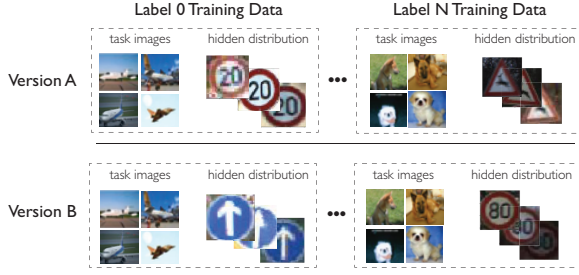 Label 0 Training Data Label N Training Data
task images hidden distribution task images hidden distribution
Version A
20 20 20
•••
task images hidden distribution task images hidden distribution
Version B
•••
80 80